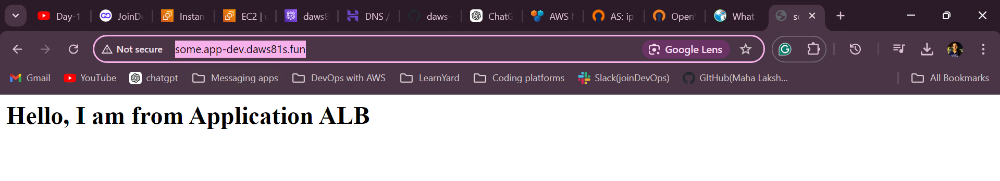 Day-1
JoinDe
Instan
EC2 |
daws8
DNS /
daws-
ChatG
AWS
AS: ip
Open
What
Not secure some.app-dev.daws81s.fun Google Lens
Gmail YouTube chatgpt Messaging apps DevOps with AWS LearnYard Coding platforms Slack(joinDevOps) GItHub(Maha Laksh... All Bookmarks
Hello, I am from Application ALB